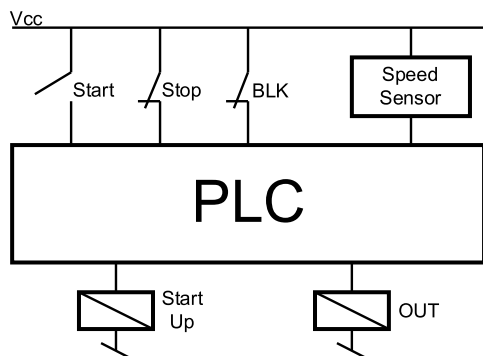 Vcc
Start
Stop
BLK
Speed
Sensor
PLC
Start
Up
OUT